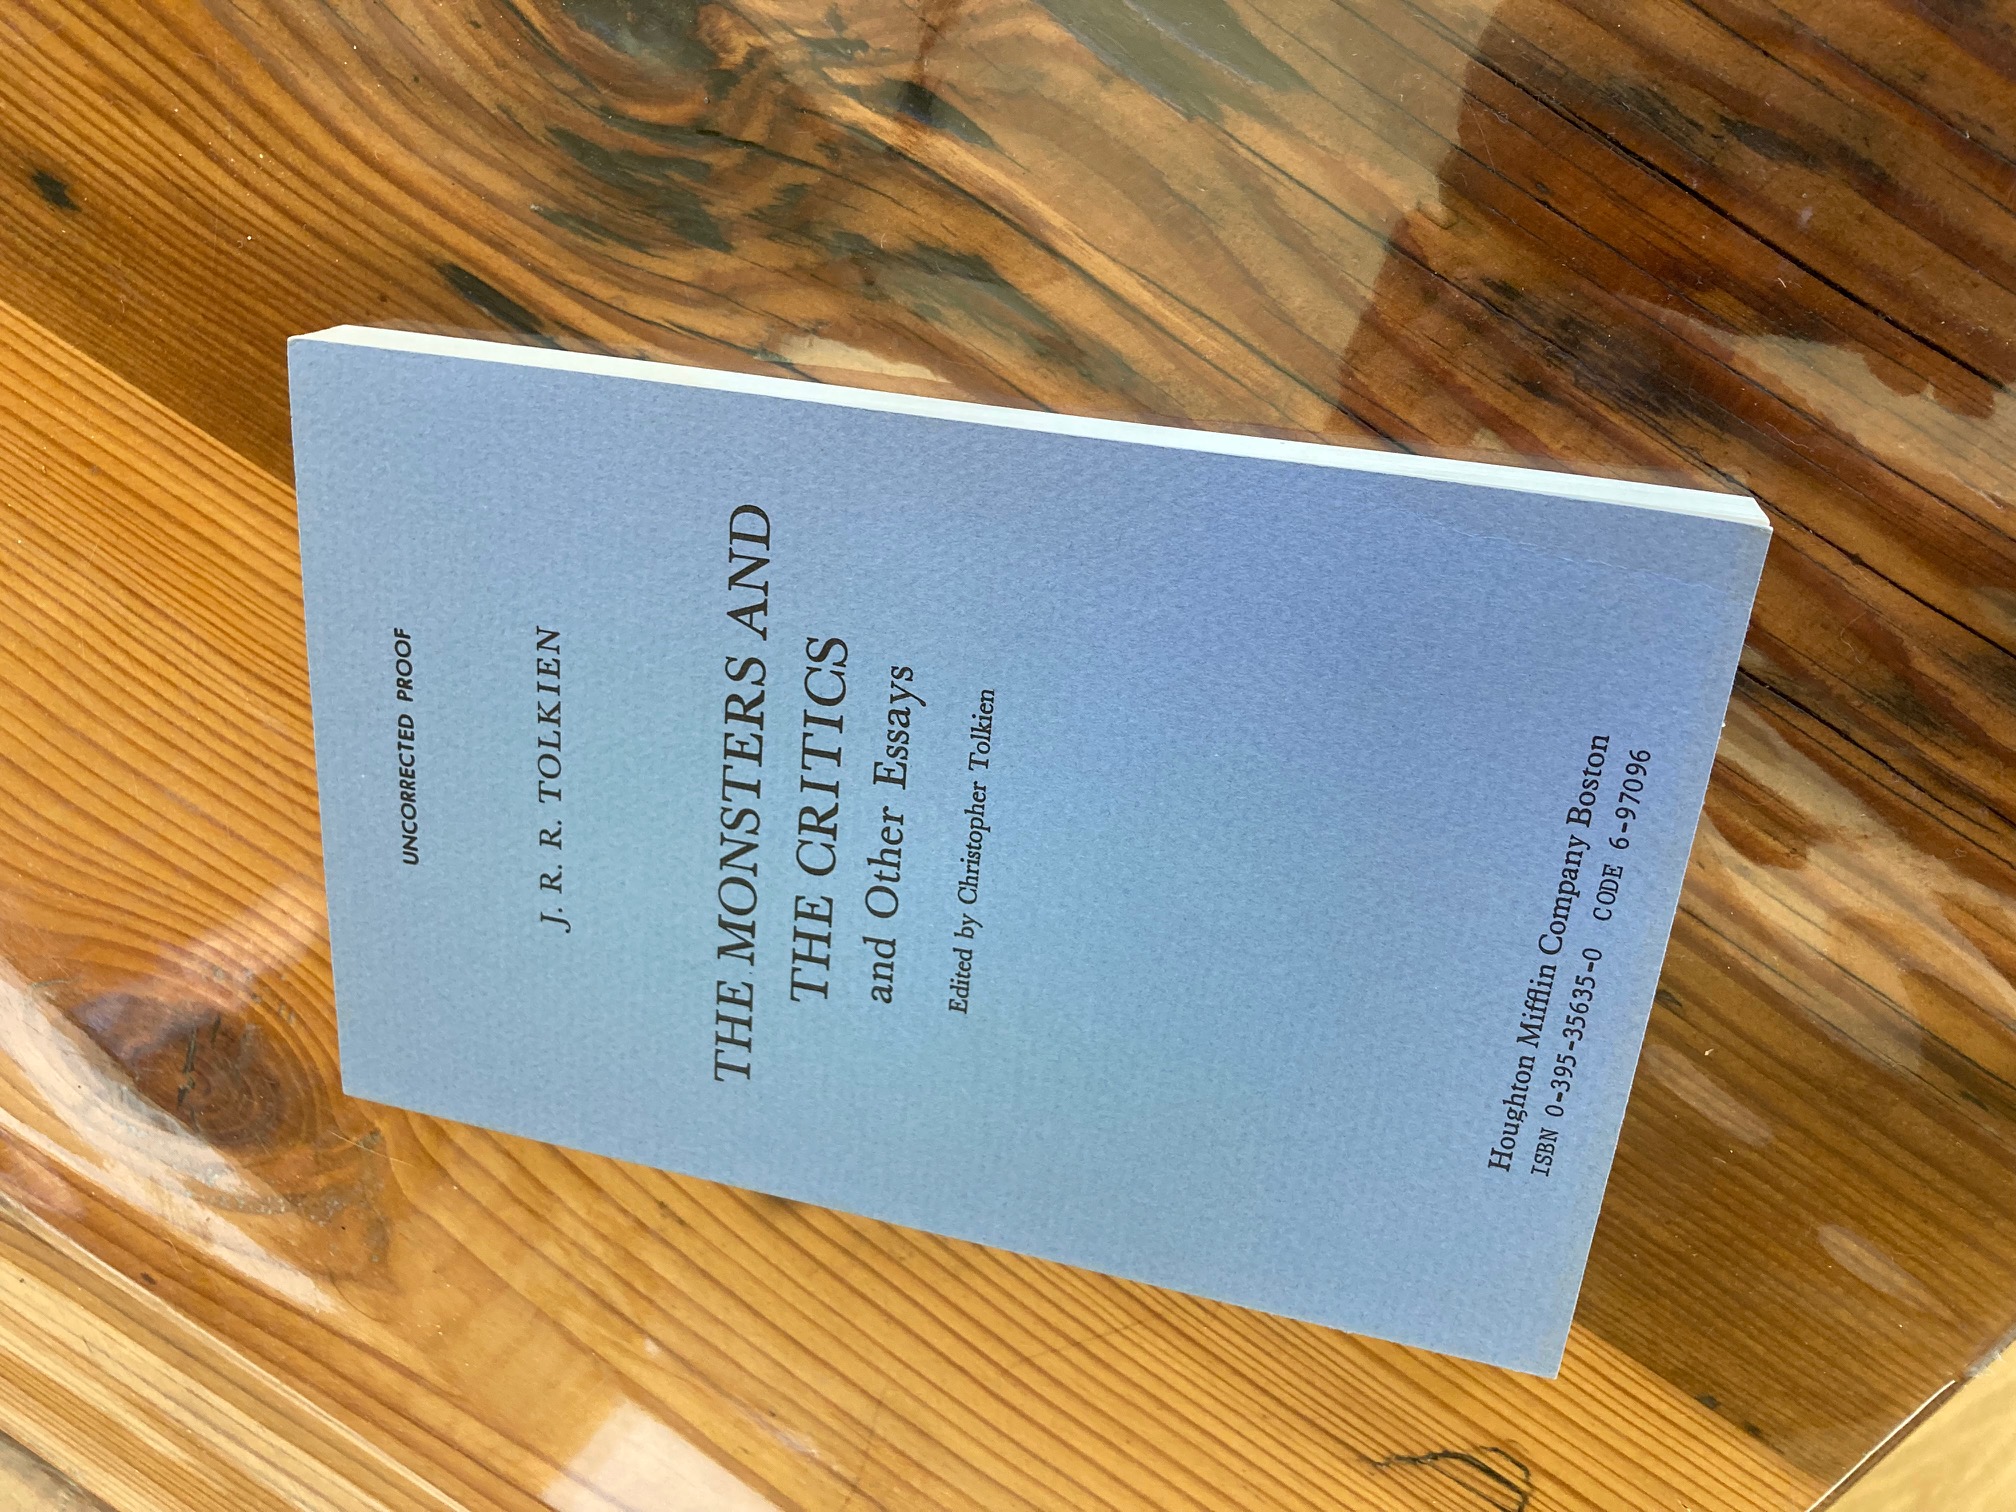 UNCORRECTED PROOF
J. R. R. TOLKIEN
THE MONSTERS AND
THE CRITICS
and Other Essays
Edited by Christopher Tolkien
Houghton Mifflin Company Boston
ISBN 0-395-35635-0 CODE 6-97096